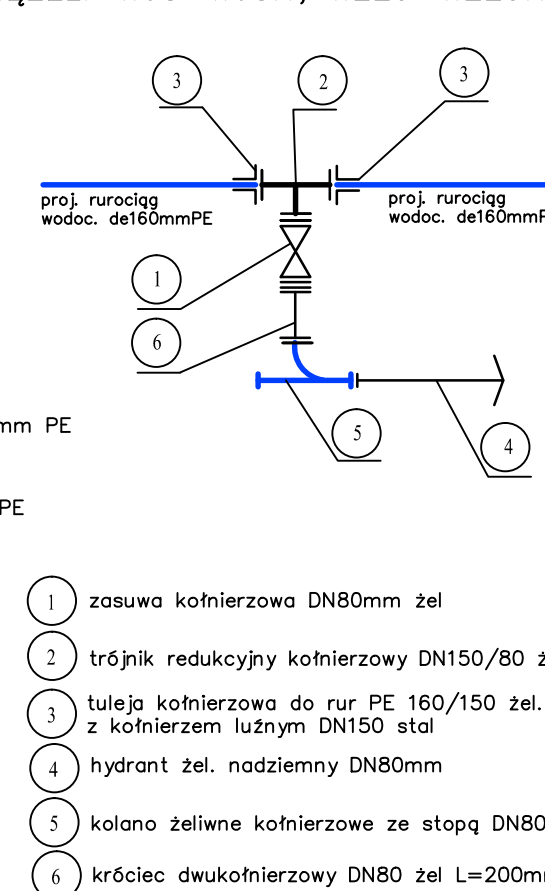 3
2
3
proj. rurociąg
wodoc. de160mmPE
proj. rurociąg
wodoc. de160mmP
1
6
5
4
mm PE
PE
1 zasuwa kołnierzowa DN80mm żel
2 trójnik redukcyjny kołnierzowy DN150/80 ż
3 tuleja kołnierzowa do rur PE 160/150 żel.
z kołnierzem luźnym DN150 stal
4 hydrant żel. nadziemny DN80mm
5 kolano żeliwne kołnierzowe ze stopą DN80
6 króciec dwukołnierzowy DN80 żel L=200mm